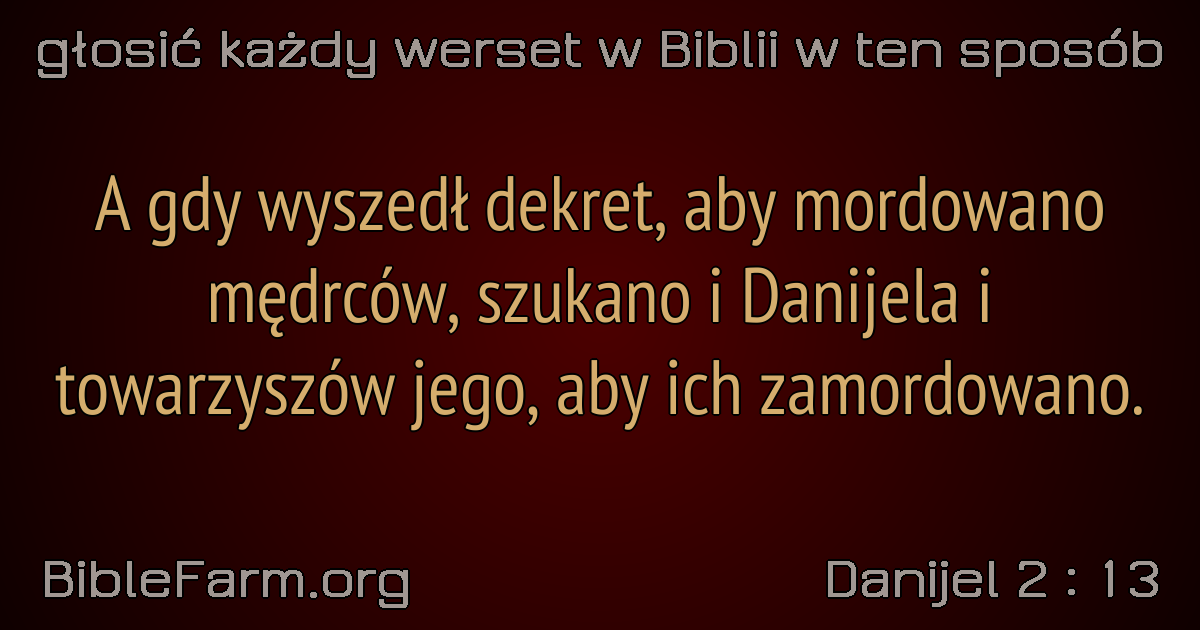 głosić każdy werset w Biblii w ten sposób
A gdy wyszedł dekret, aby mordowano
mędrców, szukano i Danijela i
towarzyszów jego, aby ich zamordowano.
BibleFarm.org
Danijel 2 : 13